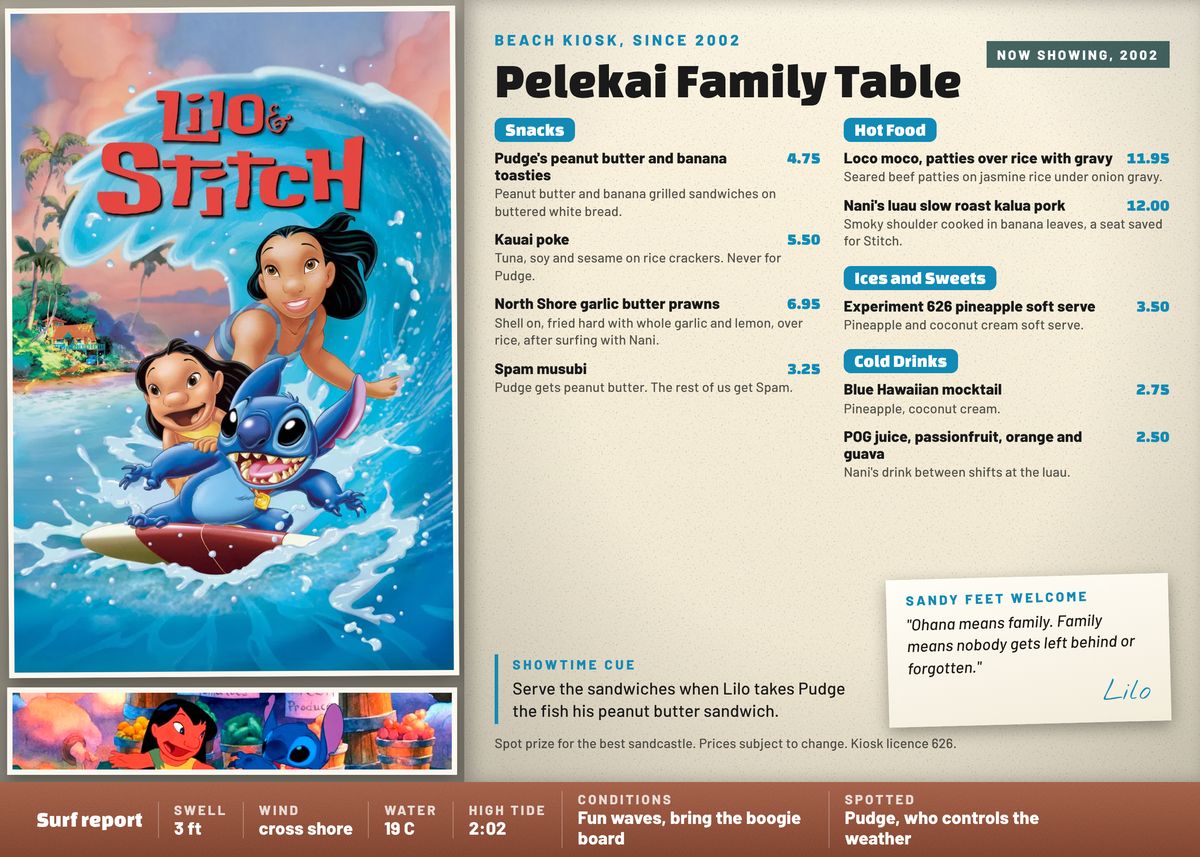 Lilo &
Stitch
Produce
BEACH KIOSK, SINCE 2002
Pelekai Family Table
NOW SHOWING, 2002
Snacks
Pudge's peanut butter and banana 4.75
toasties
Peanut butter and banana grilled sandwiches on
buttered white bread.
Kauai poke 5.50
Tuna, soy and sesame on rice crackers. Never for
Pudge.
North Shore garlic butter prawns 6.95
Shell on, fried hard with whole garlic and lemon, over
rice, after surfing with Nani.
Spam musubi 3.25
Pudge gets peanut butter. The rest of us get Spam.
Hot Food
Loco moco, patties over rice with gravy 11.95
Seared beef patties on jasmine rice under onion gravy.
Nani's luau slow roast kalua pork 12.00
Smoky shoulder cooked in banana leaves, a seat saved
for Stitch.
Ices and Sweets
Experiment 626 pineapple soft serve 3.50
Pineapple and coconut cream soft serve.
Cold Drinks
Blue Hawaiian mocktail 2.75
Pineapple, coconut cream.
POG juice, passionfruit, orange and 2.50
guava
Nani's drink between shifts at the luau.
SHOWTIME CUE
Serve the sandwiches when Lilo takes Pudge
the fish his peanut butter sandwich.
SANDY FEET WELCOME
"Ohana means family. Family
means nobody gets left behind or
forgotten."
Lilo
Spot prize for the best sandcastle. Prices subject to change. Kiosk licence 626.
Surf report
SWELL
3 ft
WIND
cross shore
WATER
19 C
HIGH TIDE
2:02
CONDITIONS
Fun waves, bring the boogie
board
SPOTTED
Pudge, who controls the
weather